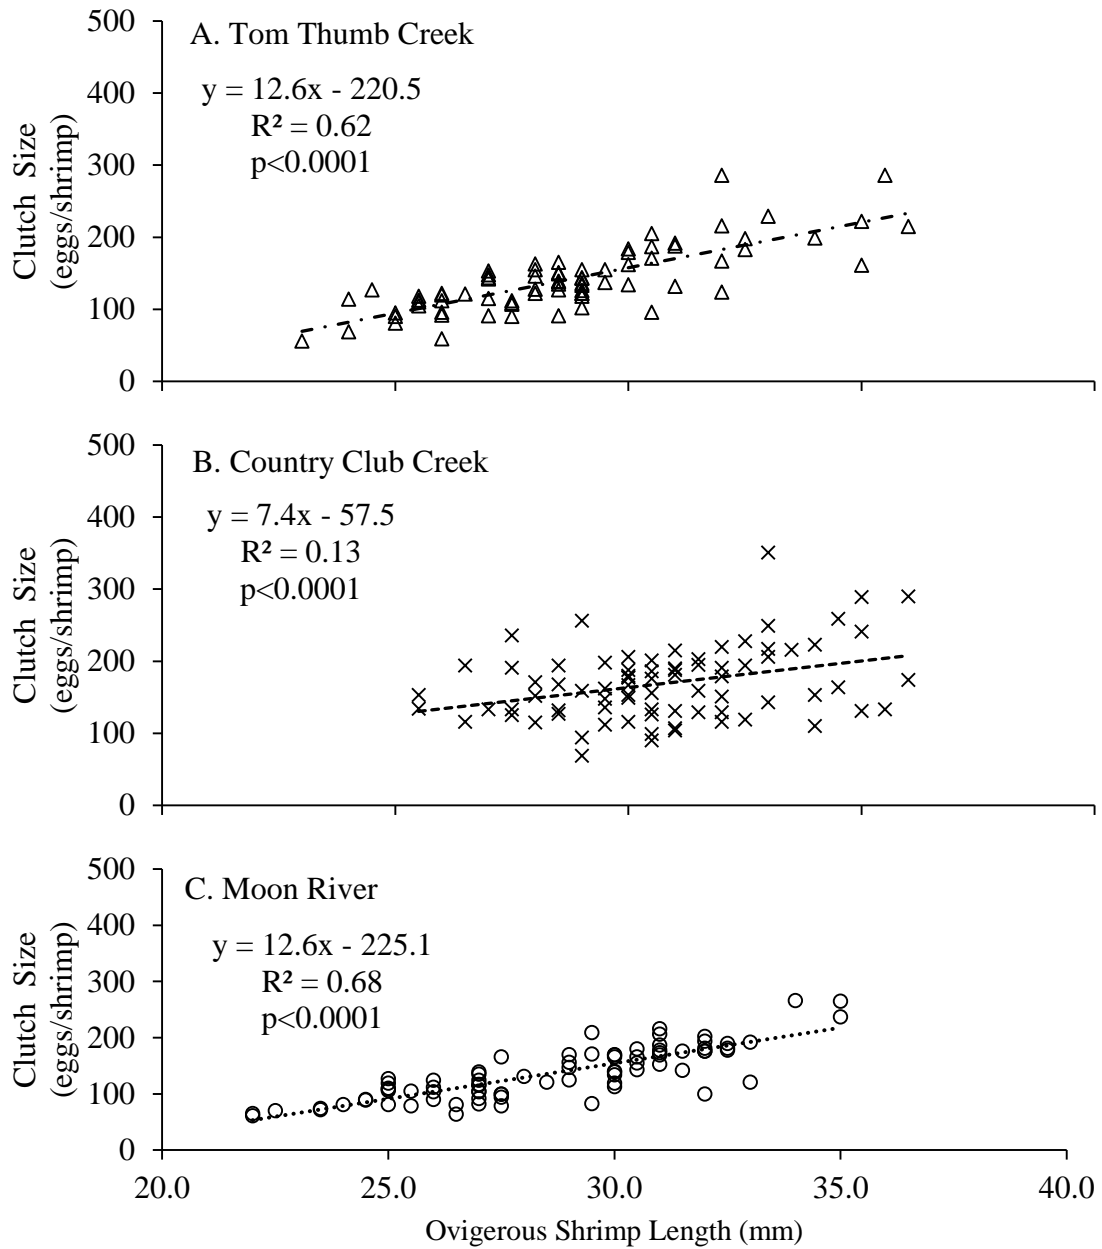 500
A. Tom Thumb Creek
y = 12.6x - 220.5
R² = 0.62
p<0.0001
400
300
200
100
0
Clutch Size
(eggs/shrimp)
500
B. Country Club Creek
y = 7.4x - 57.5
R² = 0.13
p<0.0001
400
300
200
100
0
Clutch Size
(eggs/shrimp)
500
C. Moon River
y = 12.6x - 225.1
R² = 0.68
p<0.0001
400
300
200
100
0
Clutch Size
(eggs/shrimp)
20.0 25.0 30.0 35.0 40.0
Ovigerous Shrimp Length (mm)